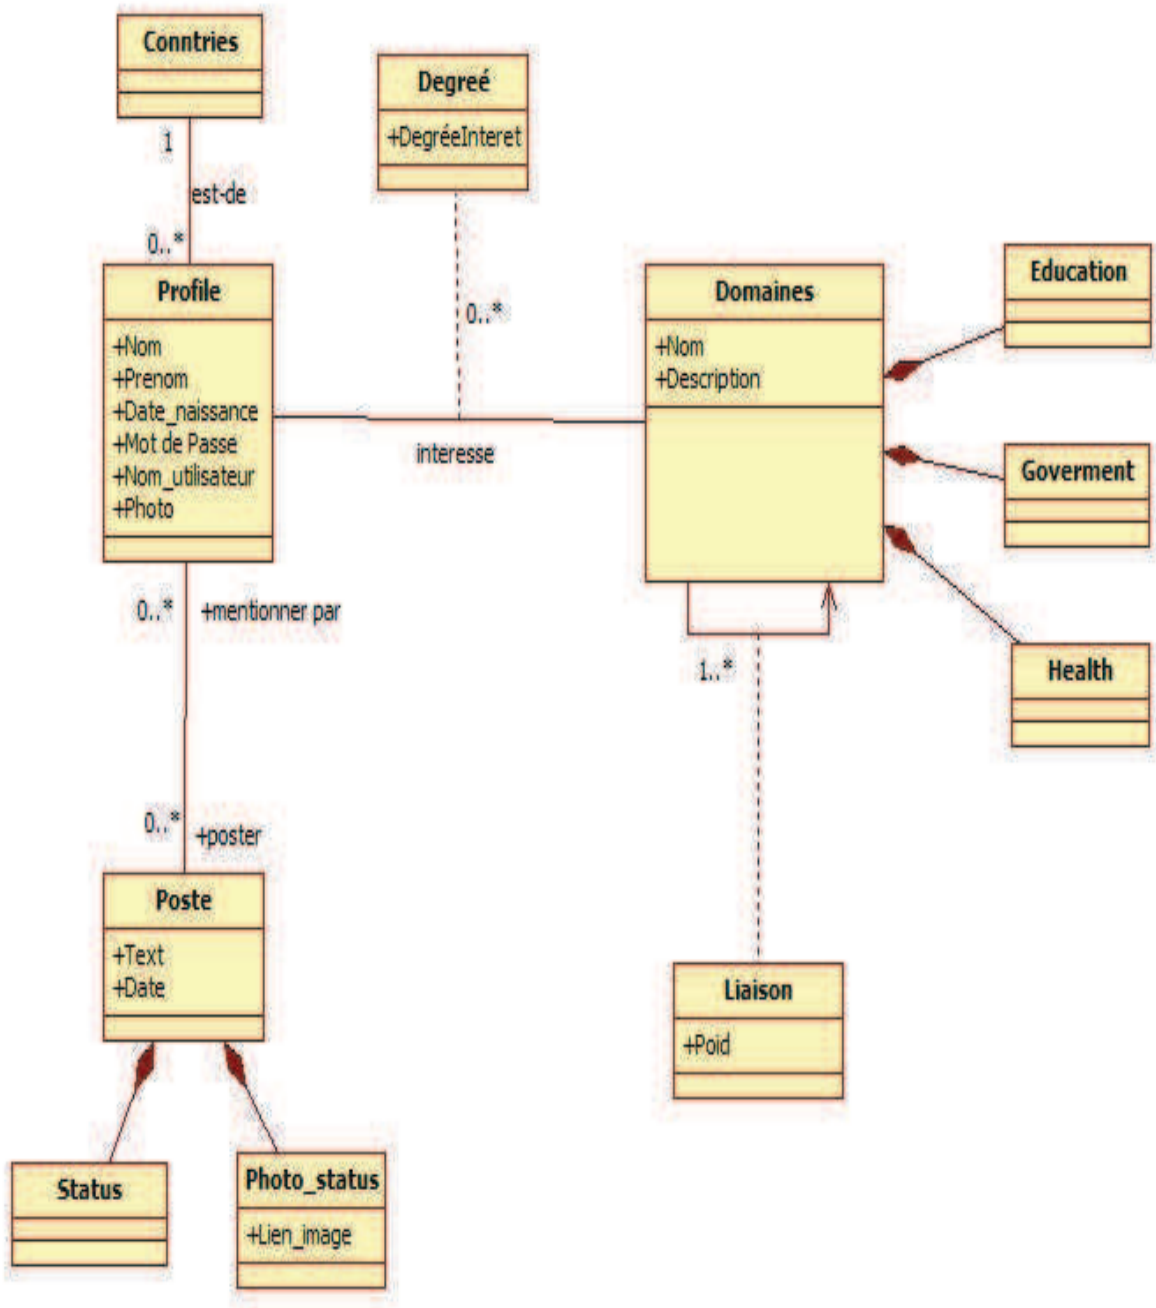 Conntries
1
est-de
0..*
Degreé
+DegréeInteret
0..*
Profile
+Nom
+Prenom
+Date_naissance
+Mot de Passe
+Nom_utilisateur
+Photo
interesse
Domaines
+Nom
+Description
Education
Goverment
Health
1..*
0..*
+mentionner par
0..*
+poster
Poste
+Text
+Date
Liaison
+Poid
Status
Photo_status
+Lien_image